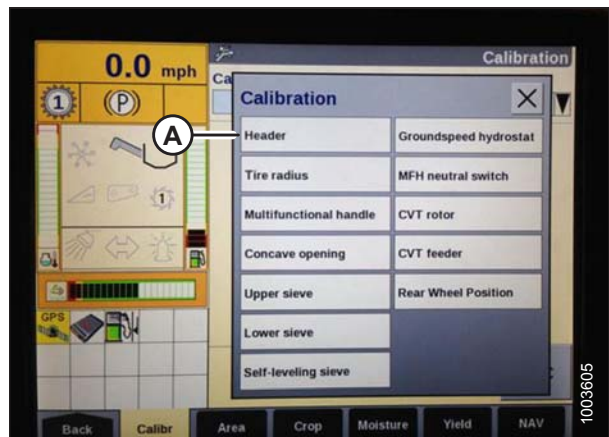 0.0 mph
Calibration
1
(P)
Ca
Calibration
X
A
Header
Groundspeed hydrostat
Tire radius
MFH neutral switch
Multifunctional handle
CVT rotor
Concave opening
CVT feeder
Upper sieve
Rear Wheel Position
Lower sieve
Self-leveling sieve
1
GPS
Back
Calibr
Area
Crop
Moisture
Yield
NAV
1003605